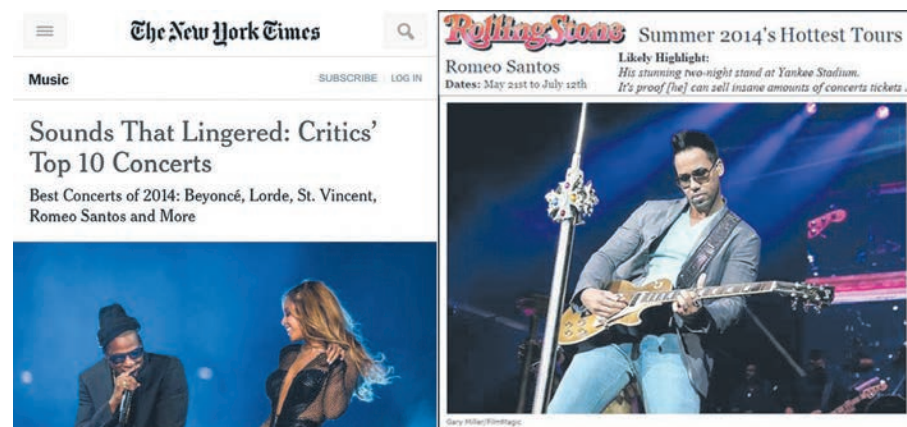 The New York Times
Music
SUBSCRIBE LOG IN
Sounds That Lingered: Critics’
Top 10 Concerts
Best Concerts of 2014: Beyoncé, Lorde, St. Vincent,
Romeo Santos and More
RollingStone Summer 2014's Hottest Tours
Romeo Santos
Dates: May 21st to July 12th
Likely Highlight:
His stunning two-night stand at Yankee Stadium.
It's proof [he] can sell insane amounts of concerts tickets .
Gary Miller/FilmMagic